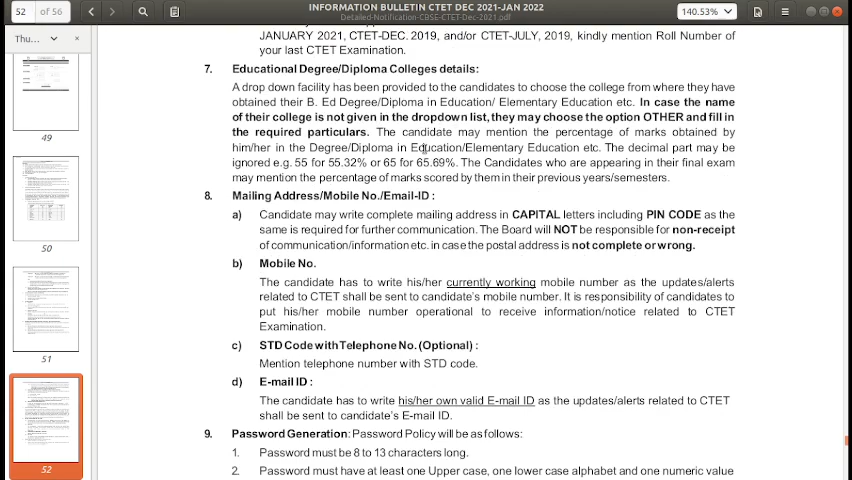 52 of 56
INFORMATION BULLETIN CTET DEC 2021-JAN 2022
Detailed-Notification-CBSE-CTET-Dec-2021.pdf
140.53%
Thu...
49
50
51
52
JANUARY 2021, CTET-DEC. 2019, and/or CTET-JULY, 2019, kindly mention Roll Number of
your last CTET Examination.
7. Educational Degree/Diploma Colleges details:
A drop down facility has been provided to the candidates to choose the college from where they have
obtained their B. Ed Degree/Diploma in Education/ Elementary Education etc. In case the name
of their college is not given in the dropdown list, they may choose the option OTHER and fill in
the required particulars. The candidate may mention the percentage of marks obtained by
him/her in the Degree/Diploma in Education/Elementary Education etc. The decimal part may be
ignored e.g. 55 for 55.32% or 65 for 65.69%. The Candidates who are appearing in their final exam
may mention the percentage of marks scored by them in their previous years/semesters.
8. Mailing Address/Mobile No./Email-ID :
a) Candidate may write complete mailing address in CAPITAL letters including PIN CODE as the
same is required for further communication. The Board will NOT be responsible for non-receipt
of communication/information etc. in case the postal address is not complete or wrong.
b) Mobile No.
The candidate has to write his/her currently working mobile number as the updates/alerts
related to CTET shall be sent to candidate's mobile number. It is responsibility of candidates to
put his/her mobile number operational to receive information/notice related to CTET
Examination.
c) STD Code with Telephone No. (Optional) :
Mention telephone number with STD code.
d) E-mail ID :
The candidate has to write his/her own valid E-mail ID as the updates/alerts related to CTET
shall be sent to candidate's E-mail ID.
9. Password Generation: Password Policy will be as follows:
1. Password must be 8 to 13 characters long.
2. Password must have at least one Upper case, one lower case alphabet and one numeric value